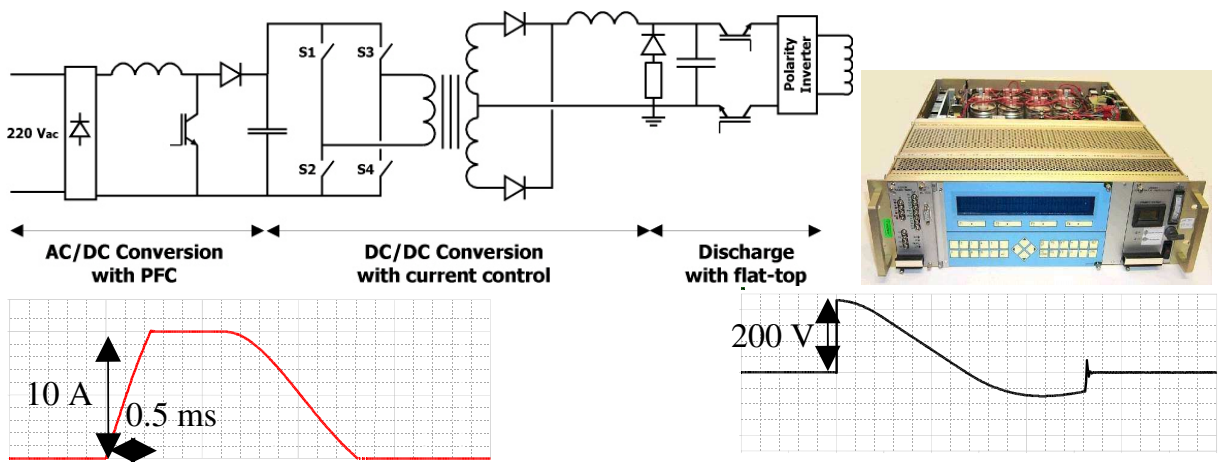 S1
S3
220 Vac
S2
S4
Polarity
Inverter
AC/DC Conversion
with PFC
DC/DC Conversion
with current control
Discharge
with flat-top
10 A
0.5 ms
200 V